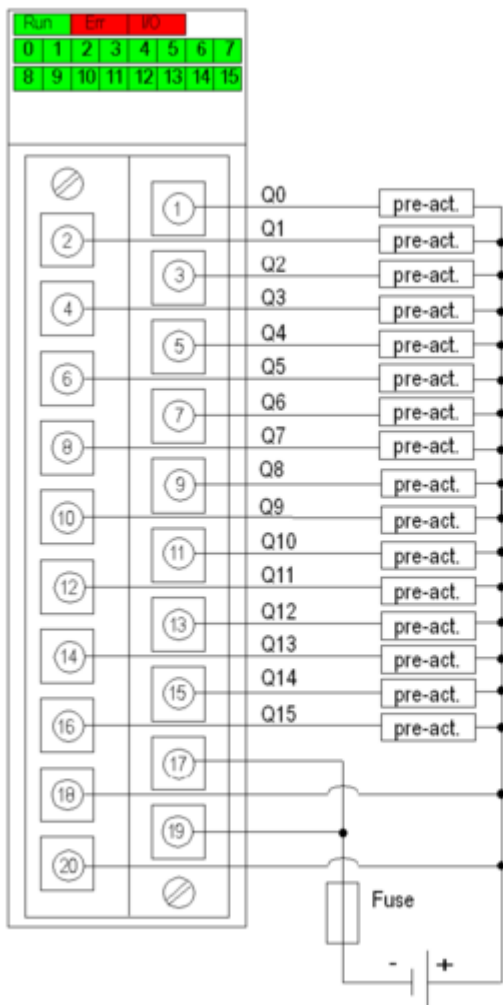 Run Err I/O
0 1 2 3 4 5 6 7
8 9 10 11 12 13 14 15
1 Q0 pre-act.
2 Q1 pre-act.
3 Q2 pre-act.
4 Q3 pre-act.
5 Q4 pre-act.
6 Q5 pre-act.
7 Q6 pre-act.
8 Q7 pre-act.
9 Q8 pre-act.
10 Q9 pre-act.
11 Q10 pre-act.
12 Q11 pre-act.
13 Q12 pre-act.
14 Q13 pre-act.
15 Q14 pre-act.
16 Q15 pre-act.
17
18
19
20
Fuse
- +